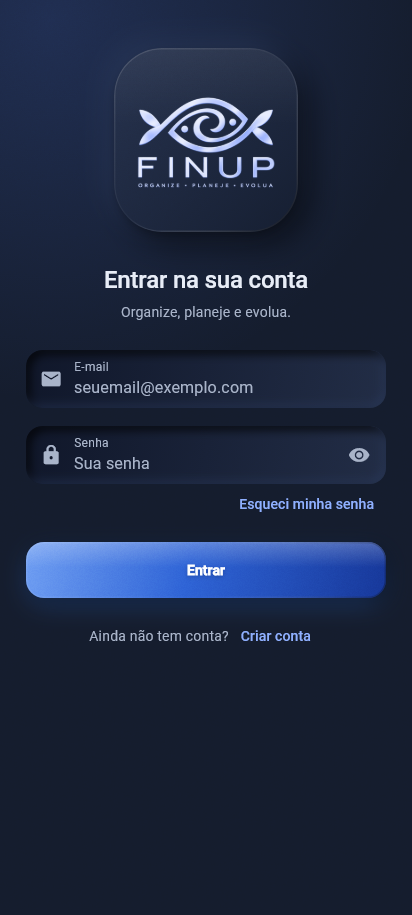 FINUP
ORGANIZE • PLANEJE • EVOLUA
Entrar na sua conta
Organize, planeje e evolua.
E-mail
seuemail@exemplo.com
Senha
Sua senha
Esqueci minha senha
Entrar
Ainda não tem conta? Criar conta